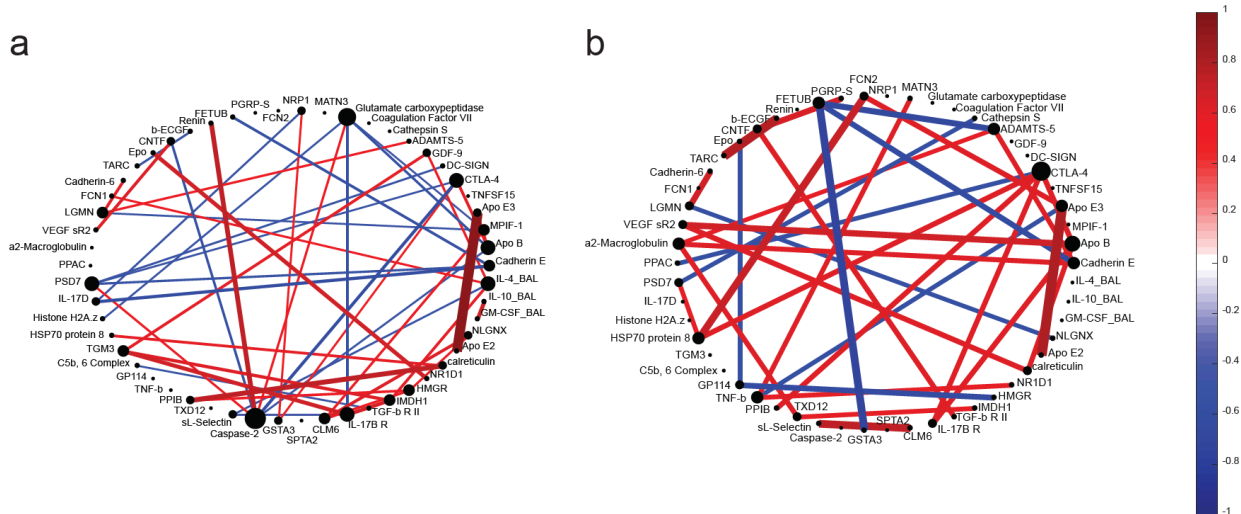 a
b
FCN2
NRP1
MATN3
PGRP-S
FETUB
Renin
b-ECGF
CNTF
Epo
TARC
Cadherin-6
FCN1
LGMN
VEGF sR2
a2-Macroglobulin
PPAC
PSD7
IL-17D
Histone H2A.z
HSP70 protein 8
TGM3
C5b, 6 Complex
GP114
TNF-b
PPIB
TXD12
sL-Selectin
Caspase-2
GSTA3
SPTA2
CLM6
IL-17B R
TGF-b R II
IMDH1
HMGR
NR1D1
calreticulin
Apo E2
NLGNX
GM-CSF_BAL
IL-10_BAL
IL-4_BAL
Cadherin E
Apo B
MPIF-1
Apo E3
TNFSF15
CTLA-4
DC-SIGN
GDF-9
ADAMTS-5
Cathepsin S
Coagulation Factor VII
Glutamate carboxypeptidase
FCN2
NRP1
MATN3
PGRP-S
FETUB
Renin
b-ECGF
CNTF
Epo
TARC
Cadherin-6
FCN1
LGMN
VEGF sR2
a2-Macroglobulin
PPAC
PSD7
IL-17D
Histone H2A.z
HSP70 protein 8
TGM3
C5b, 6 Complex
GP114
TNF-b
PPIB
TXD12
sL-Selectin
Caspase-2
GSTA3
SPTA2
CLM6
IL-17B R
TGF-b R II
IMDH1
HMGR
NR1D1
calreticulin
Apo E2
NLGNX
GM-CSF_BAL
IL-10_BAL
IL-4_BAL
Cadherin E
Apo B
MPIF-1
Apo E3
TNFSF15
CTLA-4
DC-SIGN
GDF-9
ADAMTS-5
Cathepsin S
Coagulation Factor VII
Glutamate carboxypeptidase
1
0.8
0.6
0.4
0.2
0
-0.2
-0.4
-0.6
-0.8
-1